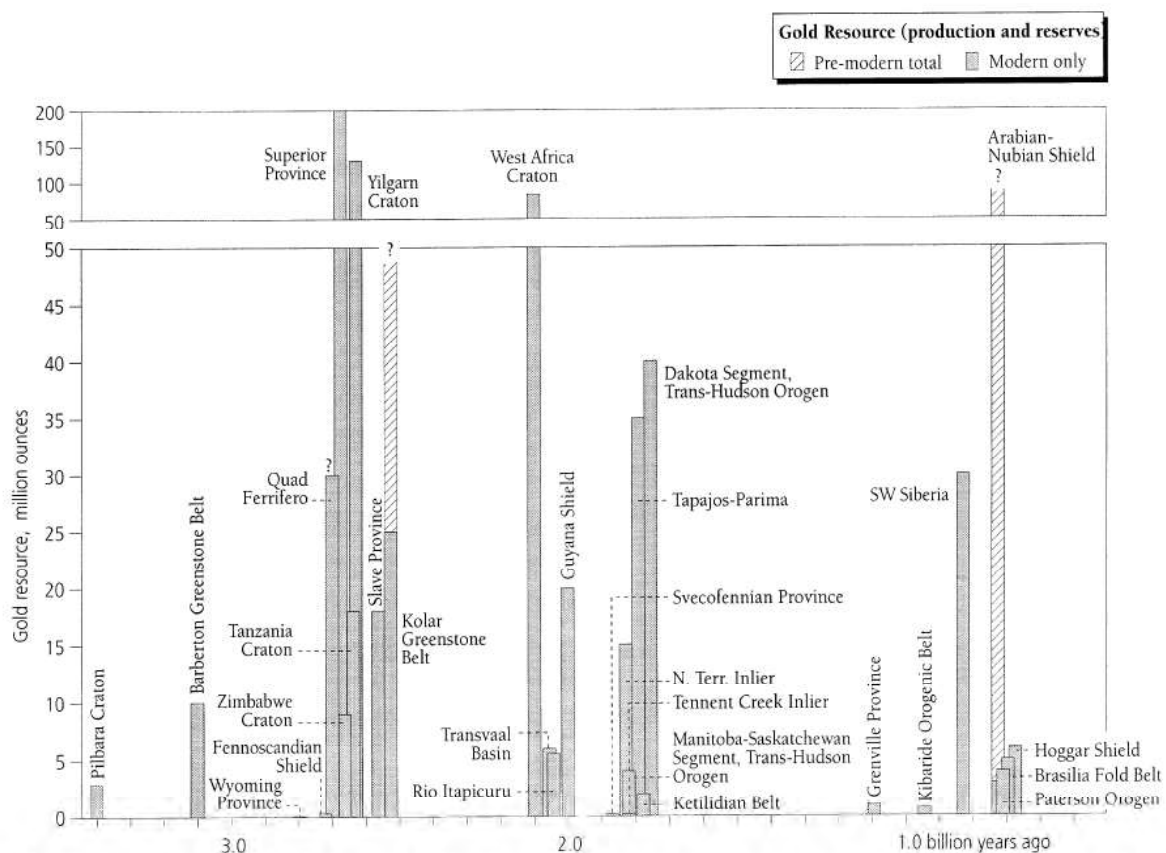 Gold Resource (production and reserves)
Pre-modern total
Modern only
200
150
100
50
Superior
Province
Yilgarn
Craton
West Africa
Craton
Arabian-
Nubian Shield
?
50
45
40
35
30
25
20
15
10
5
0
Gold resource, million ounces
Pilbara Craton
Barberton Greenstone Belt
?
Quad
Ferrifero
Tanzania
Craton
Zimbabwe
Craton
Fennoscandian
Shield
Wyoming
Province
Slave Province
?
Kolar
Greenstone
Belt
Transvaal
Basin
Rio Itapicuru
Guyana Shield
Dakota Segment,
Trans-Hudson Orogen
Tapajos-Parima
Svecofennian Province
N. Terr. Inlier
Tennent Creek Inlier
Manitoba-Saskatchewan
Segment, Trans-Hudson
Orogen
Ketilidian Belt
Grenville Province
Kibaride Orogenic Belt
SW Siberia
Hoggar Shield
Brasilia Fold Belt
Paterson Orogen
3.0
2.0
1.0 billion years ago